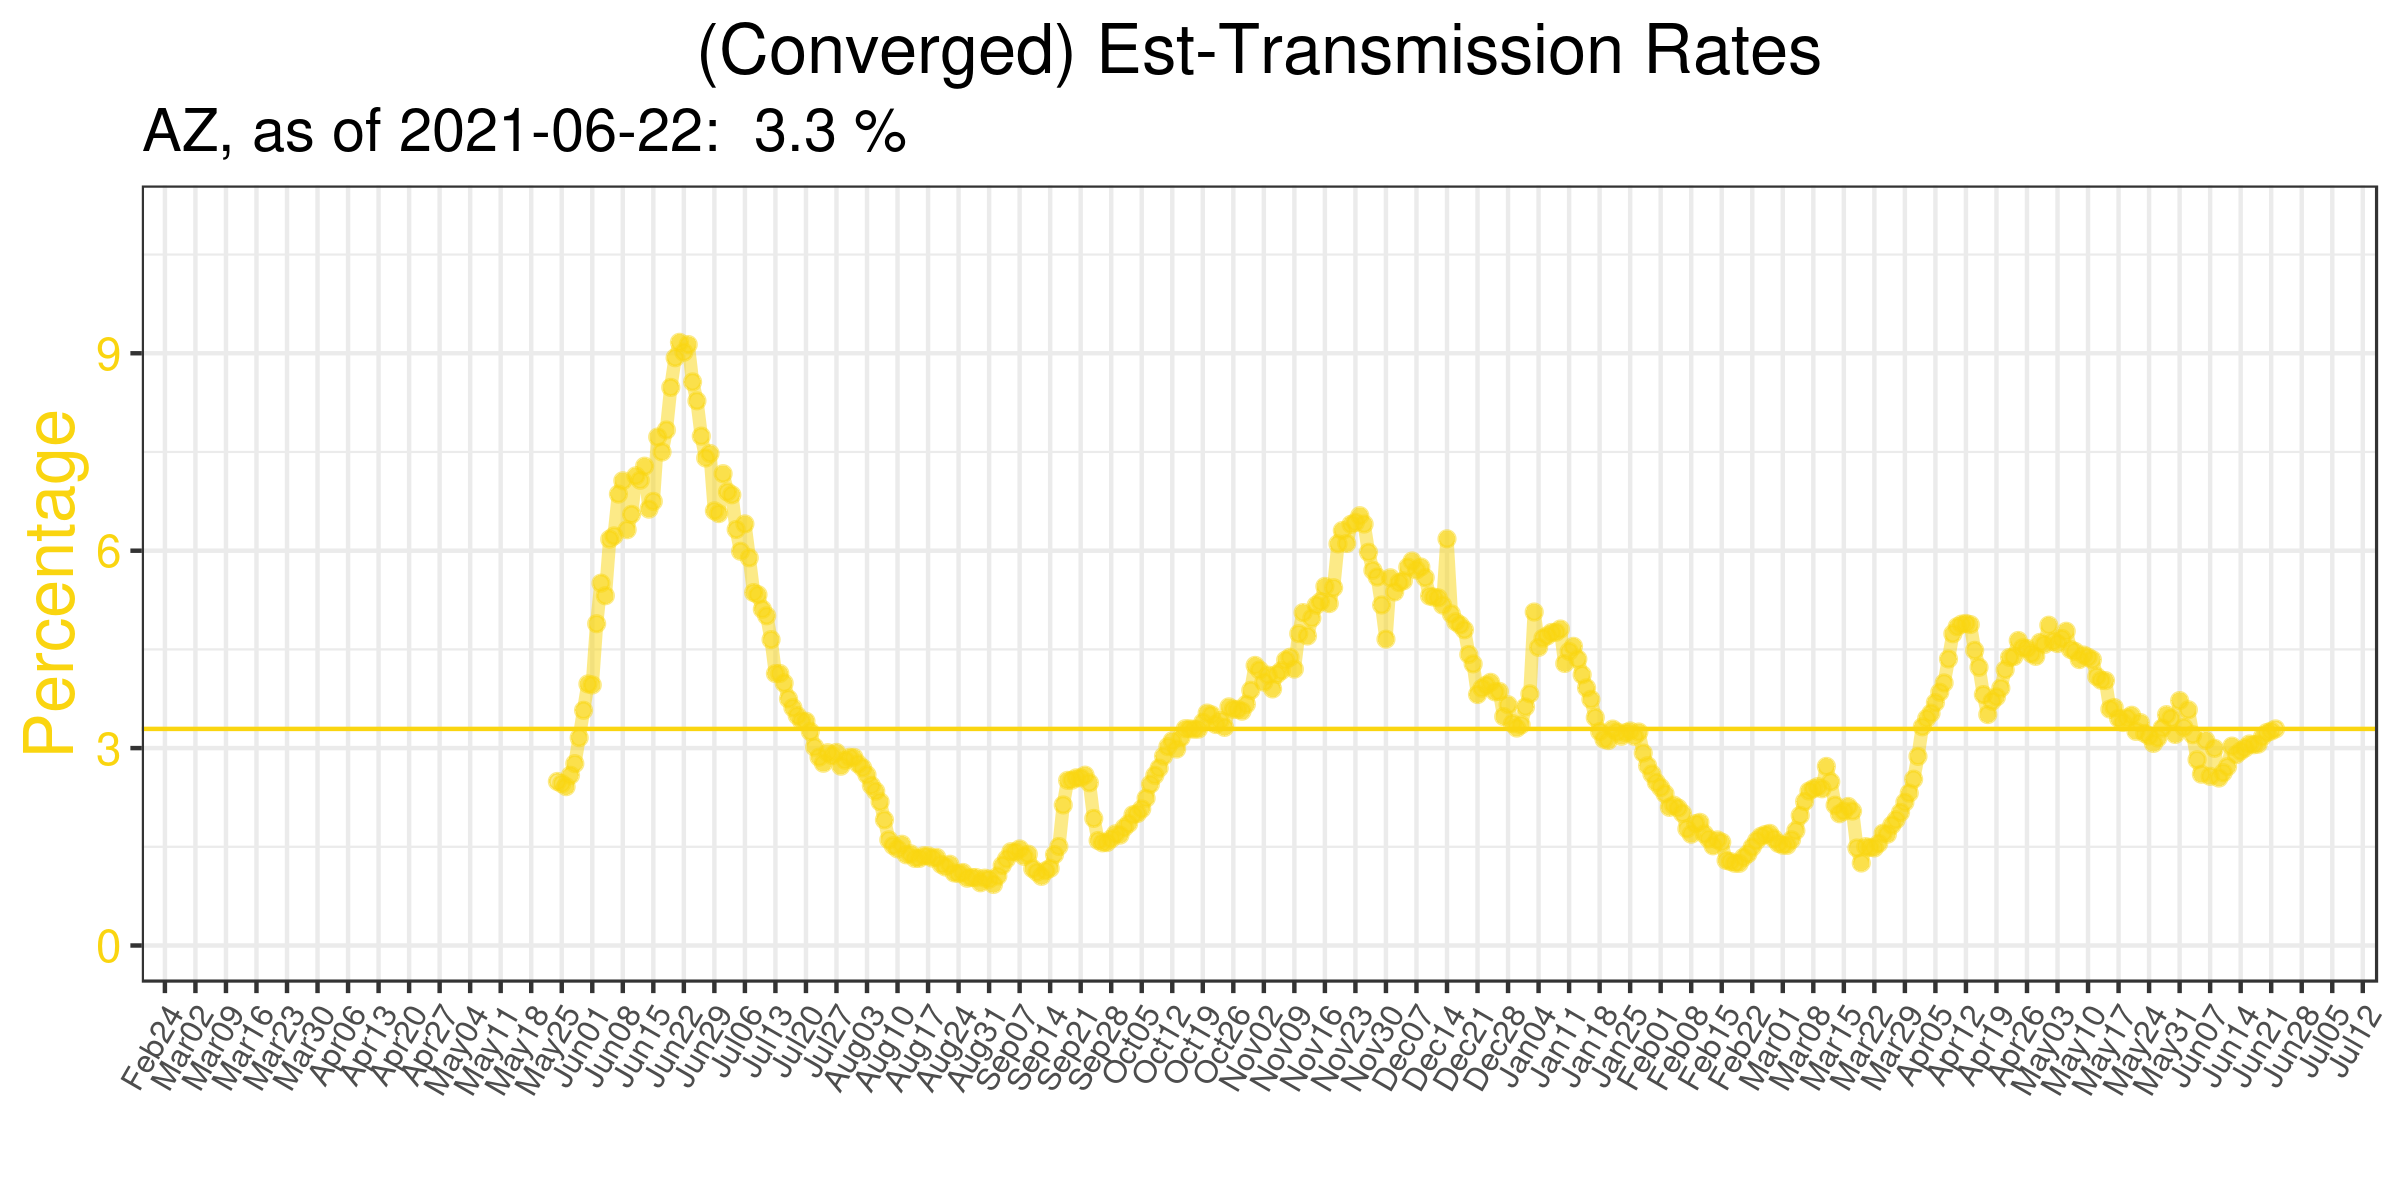 (Converged) Est-Transmission Rates
AZ, as of 2021-06-22: 3.3 %
Percentage
9
6
3
0
Feb24
Mar02
Mar09
Mar16
Mar23
Mar30
Apr06
Apr13
Apr20
Apr27
May04
May11
May18
May25
Jun01
Jun08
Jun15
Jun22
Jun29
Jul06
Jul13
Jul20
Jul27
Aug03
Aug10
Aug17
Aug24
Aug31
Sep07
Sep14
Sep21
Sep28
Oct05
Oct12
Oct19
Oct26
Nov02
Nov09
Nov16
Nov23
Nov30
Dec07
Dec14
Dec21
Dec28
Jan04
Jan11
Jan18
Jan25
Feb01
Feb08
Feb15
Feb22
Mar01
Mar08
Mar15
Mar22
Mar29
Apr05
Apr12
Apr19
Apr26
May03
May10
May17
May24
May31
Jun07
Jun14
Jun21
Jun28
Jul05
Jul12